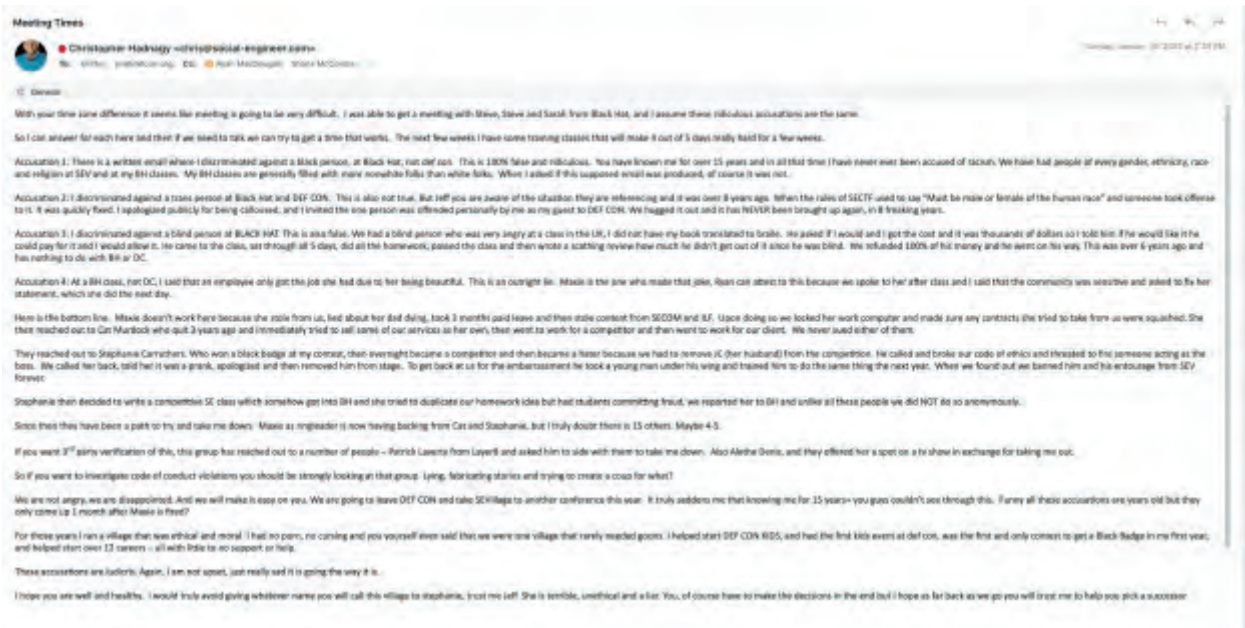 Meeting Times
Christopher Hadnagy <chris@social-engineer.com>
With your time zone difference it seems like meeting is going to be very difficult. I was able to get a meeting with Steve, Steve and Sarah from Black Hat, and I assume these ridiculous accusations are the same.
So I can answer for each here and then if we need to talk we can try to get a time that works. The next few weeks I have some training classes that will make 4 out of 5 days really hard for a few weeks.
Accusation 1: There is a written email where I discriminated against a Black person, at Black Hat, not def con. This is 100% false and ridiculous. You have known me for over 15 years and in all that time I have never ever been accused of racism. We have had people of every gender, ethnicity, race
and religion at SEV and at my BH classes. My BH classes are generally filled with more nonwhite folks than white folks. When I asked if this supposed email was produced, of course it was not.
Accusation 2: I discriminated against a trans person at Black Hat and DEF CON. This is also not true. But Jeff you are aware of the situation they are referencing and it was over 8 years ago. When the rules of SECTF used to say "Must be male or female of the human race" and someone took offense
to it. It was quickly fixed. I apologized publicly for being calloused, and I invited the one person was offended personally by me as my guest to DEF CON. We hugged it out and it has NEVER been brought up again, in 8 freaking years.
Accusation 3: I discriminated against a blind person at BLACK HAT. This is also false. We had a blind person who was very angry at a class in the UK, I did not have my book translated to braile. He asked if I would and I got the cost and it was thousands of dollars so I told him if he would like it he
could pay for it and I would allow it. He came to the class, sat through all 5 days, did all the homework, passed the class and then wrote a scathing review how much he didn't get out of it since he was blind. We refunded 100% of his money and he went on his way. This was over 6 years ago and
has nothing to do with BH or DC.
Accusation 4: At a BH class, not DC, I said that an employee only got the job she had due to her being beautiful. This is an outright lie. Maxie is the one who made that joke, Ryan can attest to this because we spoke to her after class and I said that the community was sensitive and asked to fix her
statement, which she did the next day.
Here is the bottom line. Maxie doesn't work here because she stole from us, lied about her dad dying, took 3 months paid leave and then stole content from SECOM and ILF. Upon doing so we locked her work computer and made sure any contracts she tried to take from us were squashed. She
then reached out to Cat Murdock who quit 3 years ago and immediately tried to sell some of our services as her own, then went to work for a competitor and then went to work for our client. We never sued either of them.
They reached out to Stephanie Carruthers. Who won a black badge at my contest, then overnight became a competitor and then became a hater because we had to remove JC (her husband) from the competition. He called and broke our code of ethics and threated to fire someone acting as the
boss. We called her back, told her it was a prank, apologized and then removed him from stage. To get back at us for the embarrassment he took a young man under his wing and trained him to do the same thing the next year. When we found out we banned him and his entourage from SEV
forever.
Stephanie then decided to write a competitive SE class which somehow got into BH and she tried to duplicate our homework idea but had students committing fraud, we reported her to BH and unlike all these people we did NOT do so anonymously.
Since then they have been a path to try and take me down. Maxie as ringleader is now having backing from Cat and Stephanie, but I truly doubt there is 15 others. Maybe 4-5.
If you want 3rd party verification of this, this group has reached out to a number of people – Patrick Laverty from Layer8 and asked him to side with them to take me down. Also Alethe Denis, and they offered her a spot on a tv show in exchange for taking me out.
So if you want to investigate code of conduct violations you should be strongly looking at that group. Lying, fabricating stories and trying to create a coup for what?
We are not angry, we are disappointed. And we will make is easy on you. We are going to leave DEF CON and take SEVillage to another conference this year. It truly saddens me that knowing me for 15 years– you guys couldn't see through this. Funny all these accusations are years old but they
only come up 1 month after Maxie is fired?
For those years I ran a village that was ethical and moral. I had no porn, no cursing and you yourself even said that we were one village that rarely needed goons. I helped start DEF CON KIDS, and had the first kids event at def con, was the first and only contest to get a Black Badge in my first year,
and helped start over 12 careers – all with little to no support or help.
These accusations are ludicris. Again, I am not upset, just really sad it is going the way it is.
I hope you are well and healthy. I would truly avoid giving whatever name you will call this village to stephanie, trust me Jeff. She is terrible, unethical and a liar. You, of course have to make the decisions in the end but I hope as far back as we go you will trust me to help you pick a successor